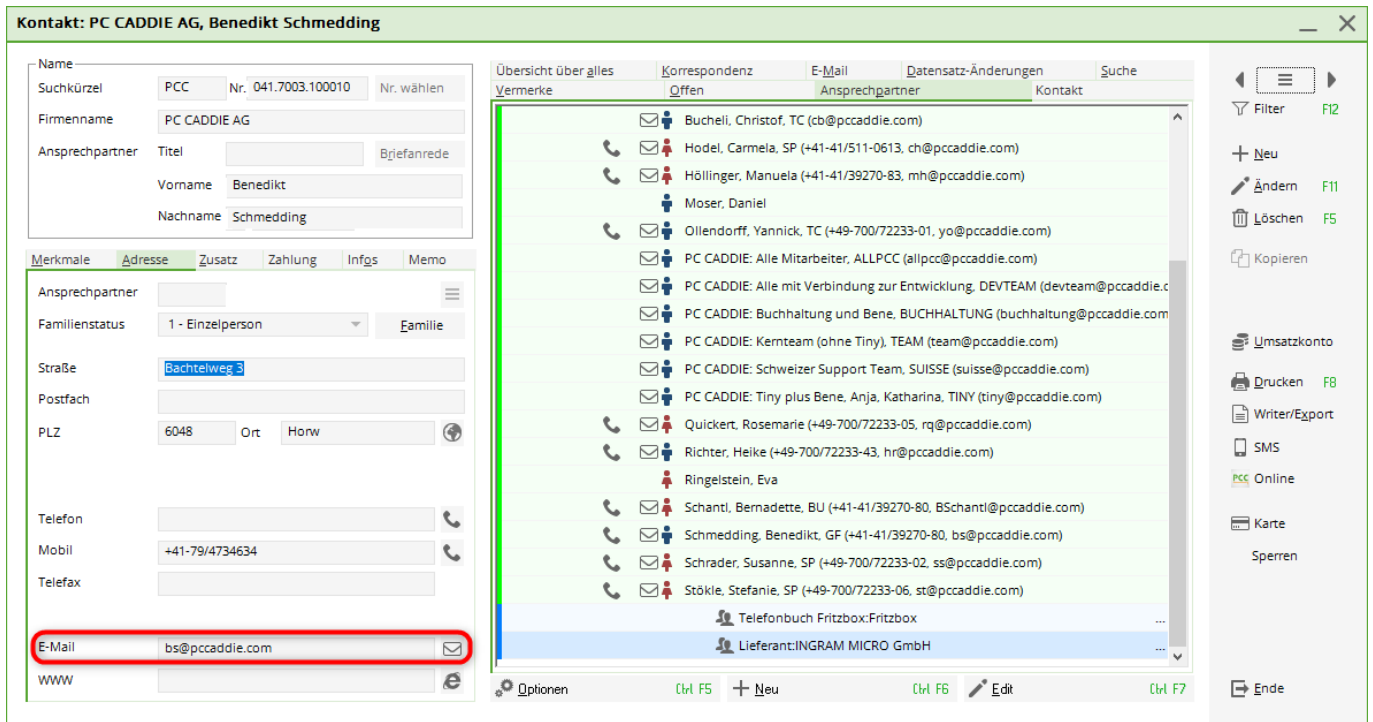 Kontakt: PC CADDIE AG, Benedikt Schmedding
Name
Suchkürzel PCC Nr. 041.7003.100010 Nr. wählen
Firmenname PC CADDIE AG
Ansprechpartner Titel Briefanrede
Vorname Benedikt
Nachname Schmedding
Merkmale Adresse Zusatz Zahlung Infos Memo
Ansprechpartner
Familienstatus 1 - Einzelperson Familie
Straße Bachtelweg 3
Postfach
PLZ 6048 Ort Horw
Telefon
Mobil +41-79/4734634
Telefax
E-Mail bs@pccaddie.com
WWW
Übersicht über alles Korrespondenz E-Mail Datensatz-Änderungen Suche
Vermerke Offen Ansprechpartner Kontakt
Bucheli, Christof, TC (cb@pccaddie.com)
Hodel, Carmela, SP (+41-41/511-0613, ch@pccaddie.com)
Höllinger, Manuela (+41-41/39270-83, mh@pccaddie.com)
Moser, Daniel
Ollendorff, Yannick, TC (+49-700/72233-01, yo@pccaddie.com)
PC CADDIE: Alle Mitarbeiter, ALLPCC (allpcc@pccaddie.com)
PC CADDIE: Alle mit Verbindung zur Entwicklung, DEVTEAM (devteam@pccaddie.c
PC CADDIE: Buchhaltung und Bene, BUCHHALTUNG (buchhaltung@pccaddie.com
PC CADDIE: Kernteam (ohne Tiny), TEAM (team@pccaddie.com)
PC CADDIE: Schweizer Support Team, SUISSE (suisse@pccaddie.com)
PC CADDIE: Tiny plus Bene, Anja, Katharina, TINY (tiny@pccaddie.com)
Quickert, Rosemarie (+49-700/72233-05, rq@pccaddie.com)
Richter, Heike (+49-700/72233-43, hr@pccaddie.com)
Ringelstein, Eva
Schantl, Bernadette, BU (+41-41/39270-80, BSchantl@pccaddie.com)
Schmedding, Benedikt, GF (+41-41/39270-80, bs@pccaddie.com)
Schrader, Susanne, SP (+49-700/72233-02, ss@pccaddie.com)
Stökle, Stefanie, SP (+49-700/72233-06, st@pccaddie.com)
Telefonbuch Fritzbox:Fritzbox ...
Lieferant:INGRAM MICRO GmbH ...
Optionen Ctrl F5 Neu Ctrl F6 Edit Ctrl F7
Filter F12
Neu
Ändern F11
Löschen F5
Kopieren
Umsatzkonto
Drucken F8
Writer/Export
SMS
PCC Online
Karte
Sperren
Ende